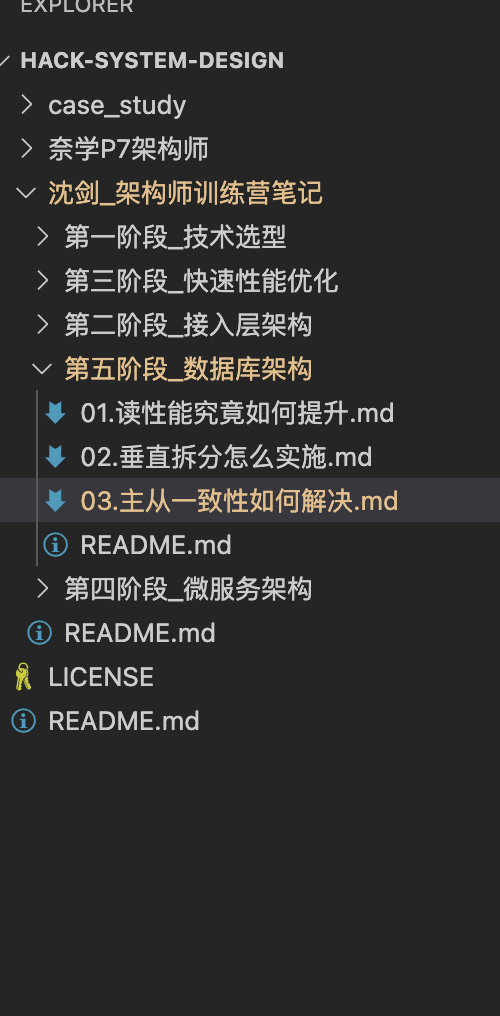 EXPLORER
HACK-SYSTEM-DESIGN
case_study
奈学P7架构师
沈剑_架构师训练营笔记
第一阶段_技术选型
第三阶段_快速性能优化
第二阶段_接入层架构
第五阶段_数据库架构
01.读性能究竟如何提升.md
02.垂直拆分怎么实施.md
03.主从一致性如何解决.md
README.md
第四阶段_微服务架构
README.md
LICENSE
README.md